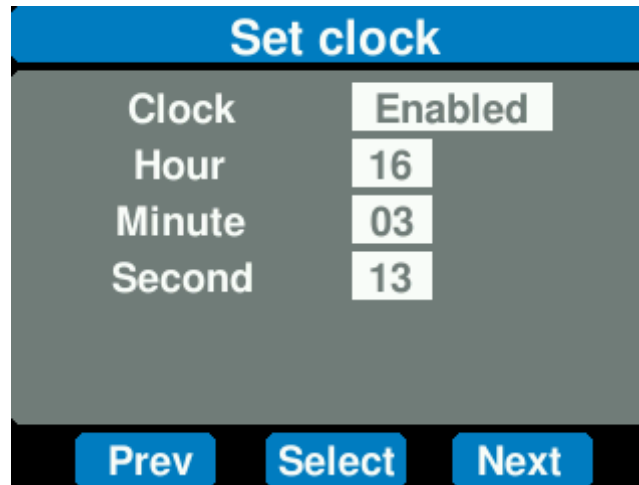 Set clock
Clock Enabled
Hour 16
Minute 03
Second 13
Prev Select Next